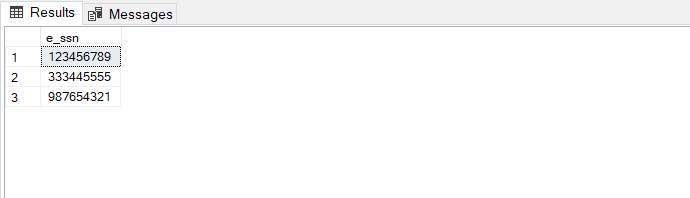 Results Messages
e_ssn
1 123456789
2 333445555
3 987654321